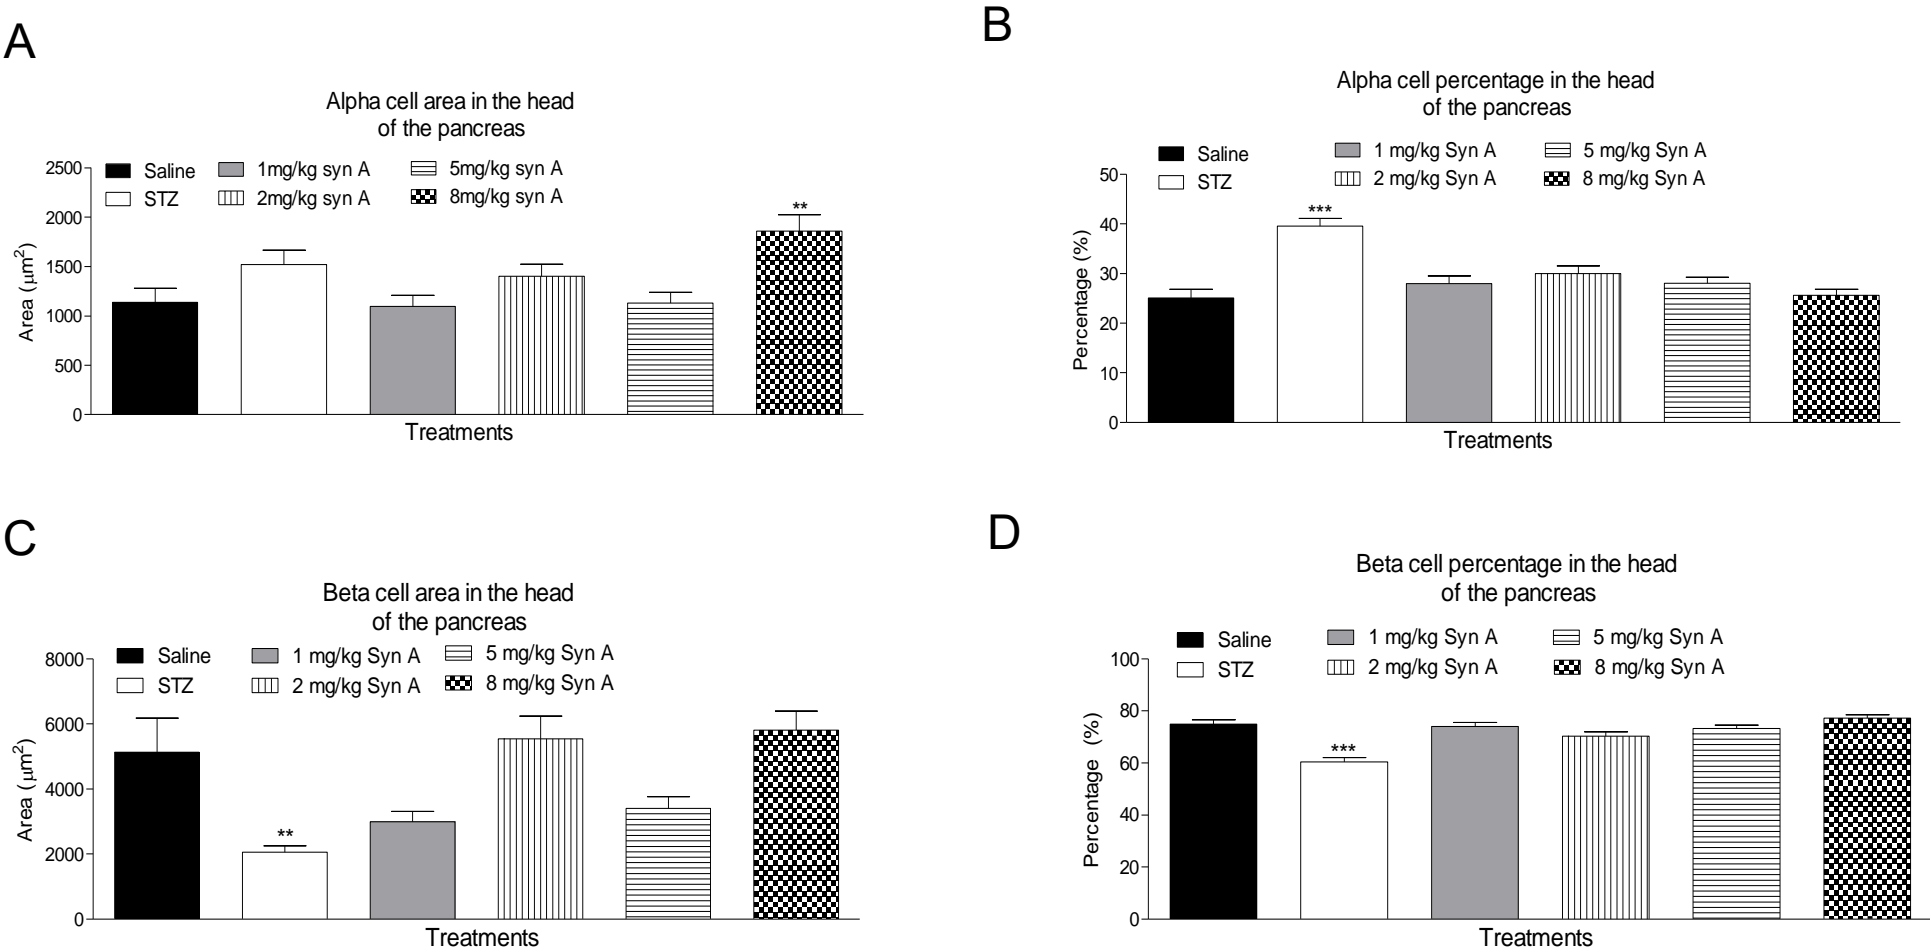 A
Alpha cell area in the head
of the pancreas
Saline
STZ
1mg/kg syn A
2mg/kg syn A
5mg/kg syn A
8mg/kg syn A
2500
2000
1500
1000
500
0
Area (μm²)
**
Treatments
B
Alpha cell percentage in the head
of the pancreas
Saline
STZ
1 mg/kg Syn A
2 mg/kg Syn A
5 mg/kg Syn A
8 mg/kg Syn A
50
40
30
20
10
0
Percentage (%)
***
Treatments
C
Beta cell area in the head
of the pancreas
Saline
STZ
1 mg/kg Syn A
2 mg/kg Syn A
5 mg/kg Syn A
8 mg/kg Syn A
8000
6000
4000
2000
0
Area (μm²)
**
Treatments
D
Beta cell percentage in the head
of the pancreas
Saline
STZ
1 mg/kg Syn A
2 mg/kg Syn A
5 mg/kg Syn A
8 mg/kg Syn A
100
80
60
40
20
0
Percentage (%)
***
Treatments